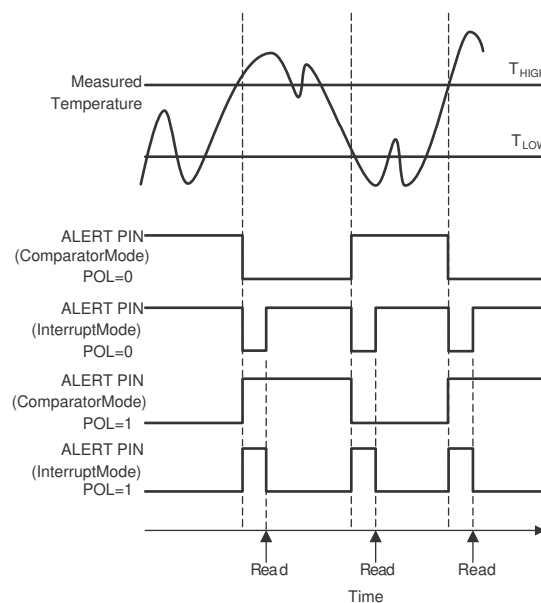 Measured
Temperature
THIGH
TLOW
ALERT PIN
(ComparatorMode)
POL=0
ALERT PIN
(InterruptMode)
POL=0
ALERT PIN
(ComparatorMode)
POL=1
ALERT PIN
(InterruptMode)
POL=1
Read Read Read
Time